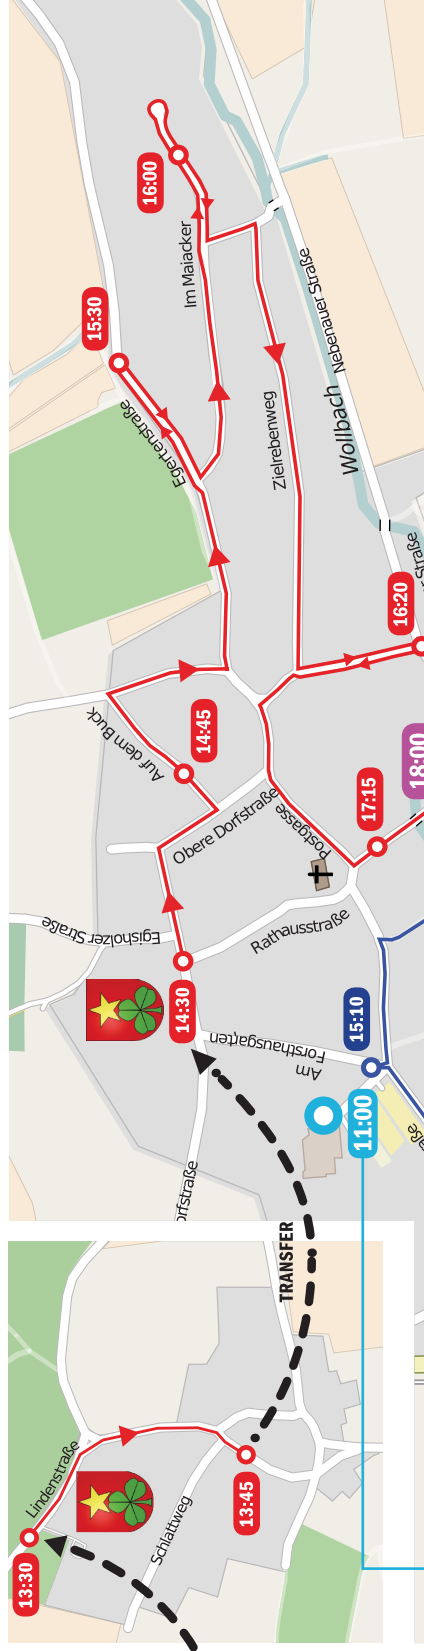 16:00
Im Maiacker
15:30
Nebenauer Straße
Wollbach
Egertenstraße
Zielrebenweg
16:20
14:45
18:00
Auf dem Buck
17:15
Obere Dorfstraße
Postgasse
Rathausstraße
Egisholzer Straße
14:30
15:10
Am
Forsthausgarten
11:00
TRANSFER
Lindenstraße
Schlattweg
13:45
13:30